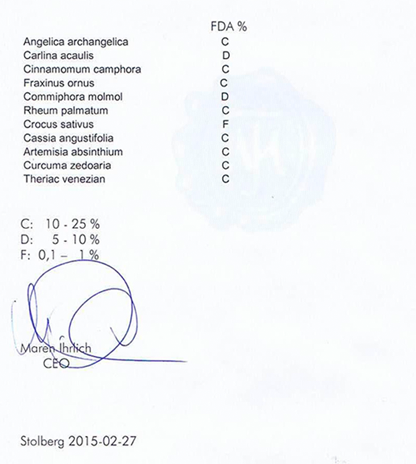 FDA %
Angelica archangelica C
Carlina acaulis D
Cinnamomum camphora C
Fraxinus ornus C
Commiphora molmol D
Rheum palmatum C
Crocus sativus F
Cassia angustifolia C
Artemisia absinthium C
Curcuma zedoaria C
Theriac venezian C
C: 10 - 25 %
D: 5 - 10 %
F: 0,1 – 1 %
Maren Ihrlich
CEO
Stolberg 2015-02-27